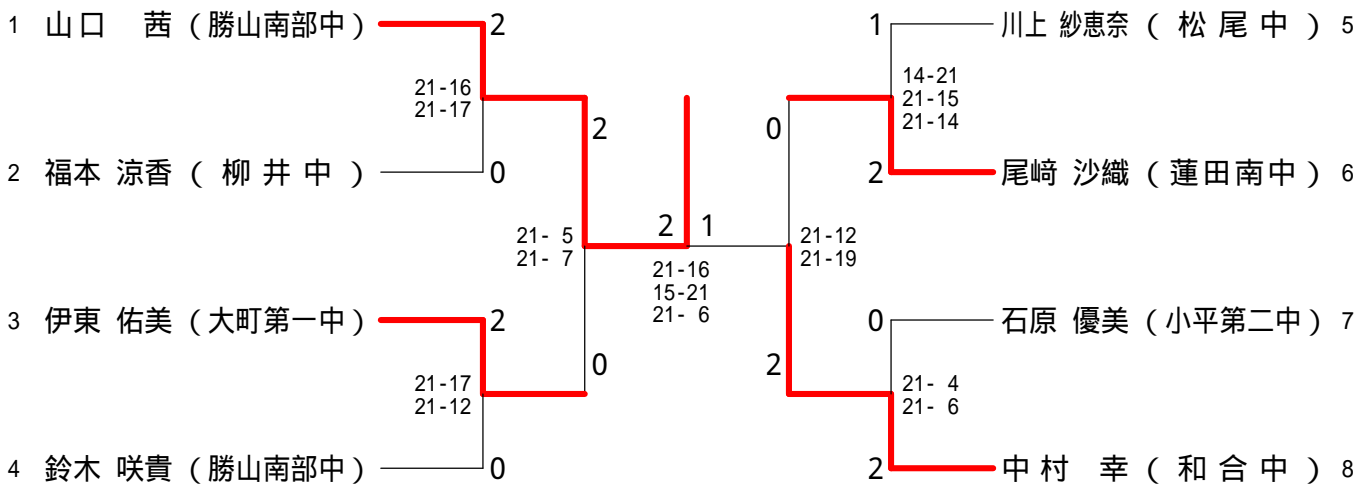 1 山口 茜 (勝山南部中) 2
21-16
21-17
2 福本 涼香 ( 柳 井 中 ) 0
2
21- 5
21- 7
3 伊東 佑美 (大町第一中) 2
21-17
21-12
0
4 鈴木 咲貴 (勝山南部中) 0
2 1
21-16
15-21
21- 6
1 川上 紗恵奈 ( 松 尾 中 ) 5
14-21
21-15
21-14
0
2 尾﨑 沙織 (蓮田南中) 6
21-12
21-19
0 石原 優美 (小平第二中) 7
2
21- 4
21- 6
2 中 村 幸 ( 和 合 中 ) 8